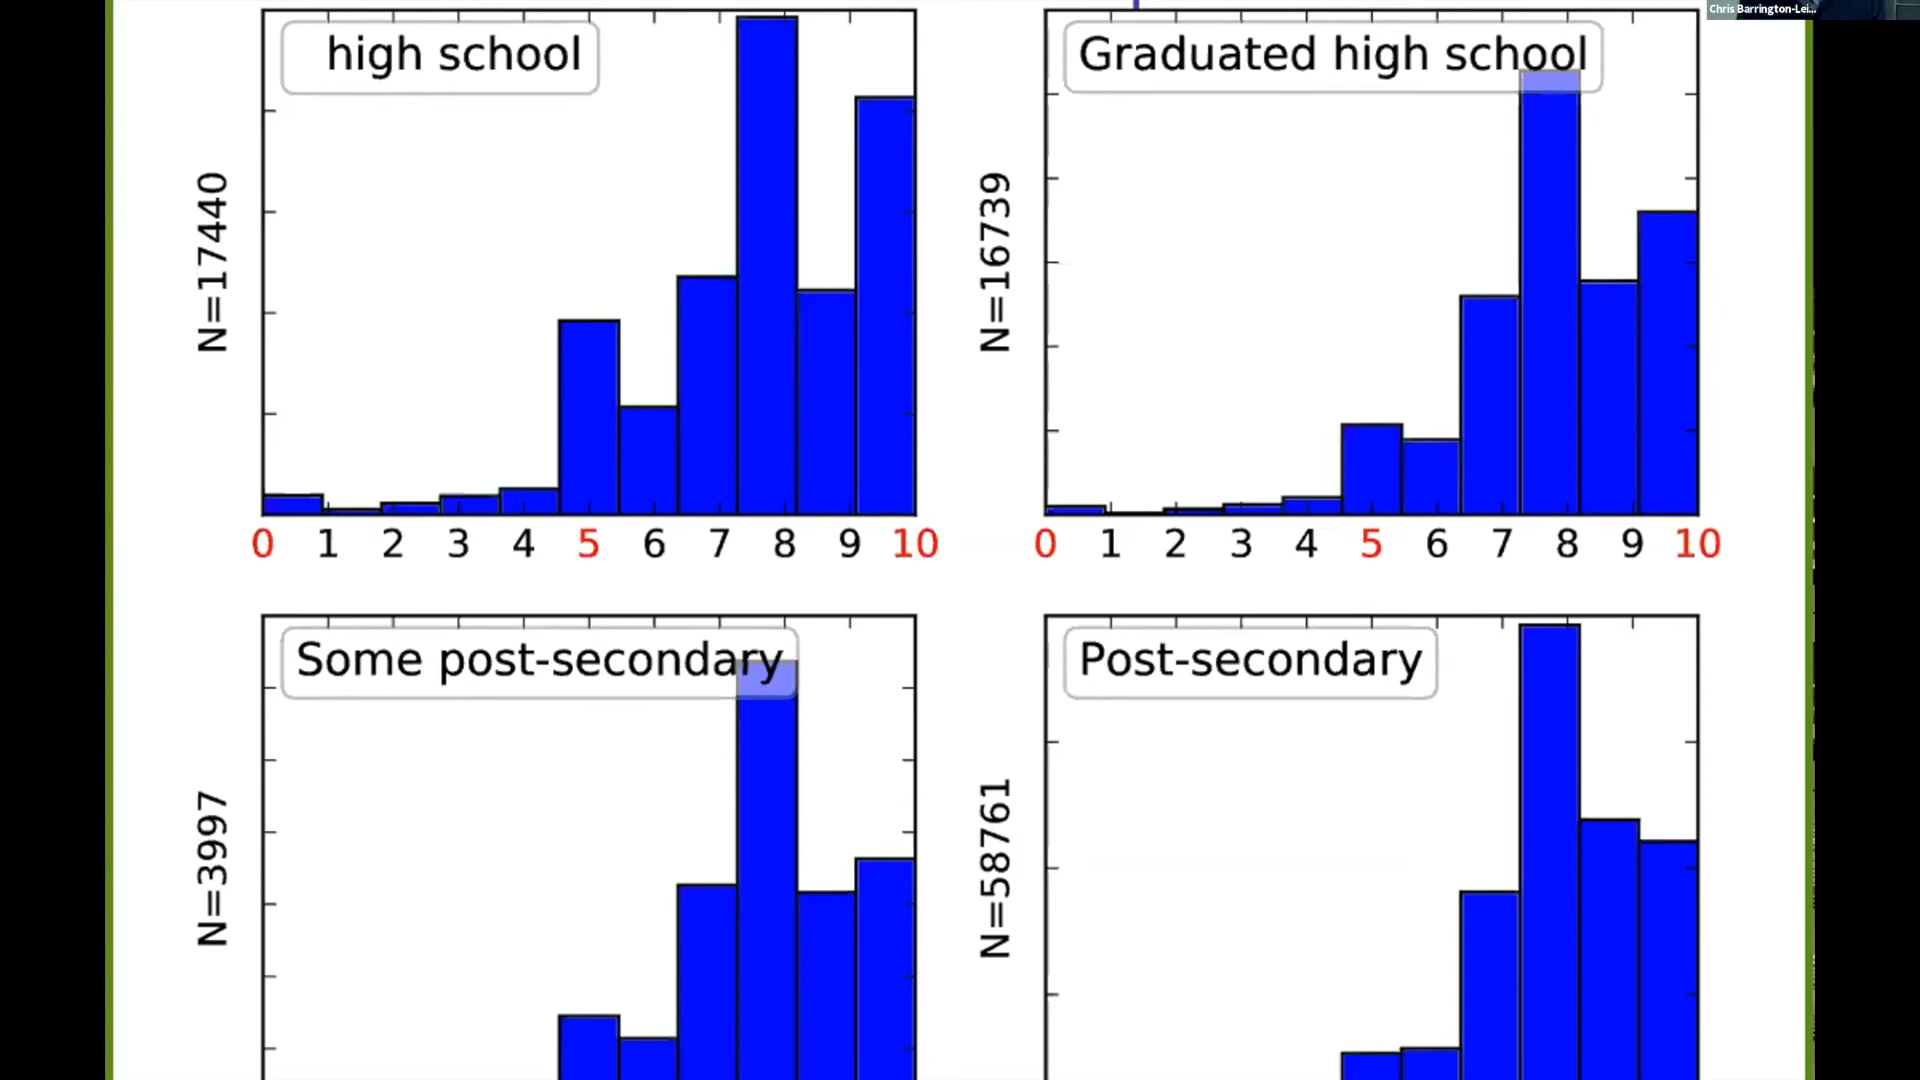 Chris Barrington-Lei...
high school
N=17440
0 1 2 3 4 5 6 7 8 9 10
Graduated high school
N=16739
0 1 2 3 4 5 6 7 8 9 10
Some post-secondary
N=3997
Post-secondary
N=58761